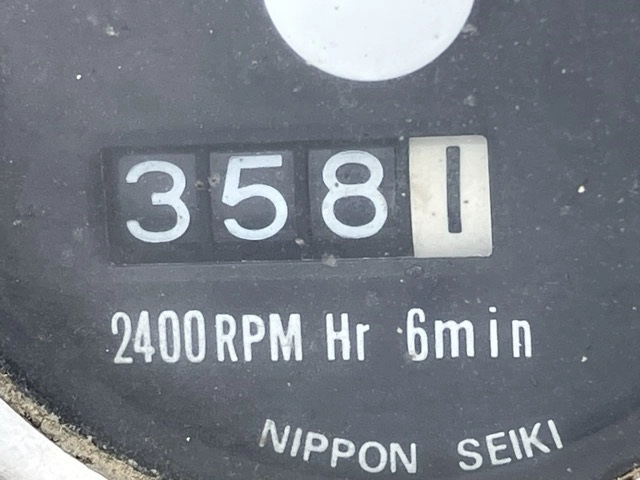 3581
2400RPM Hr 6min
NIPPON SEIKI